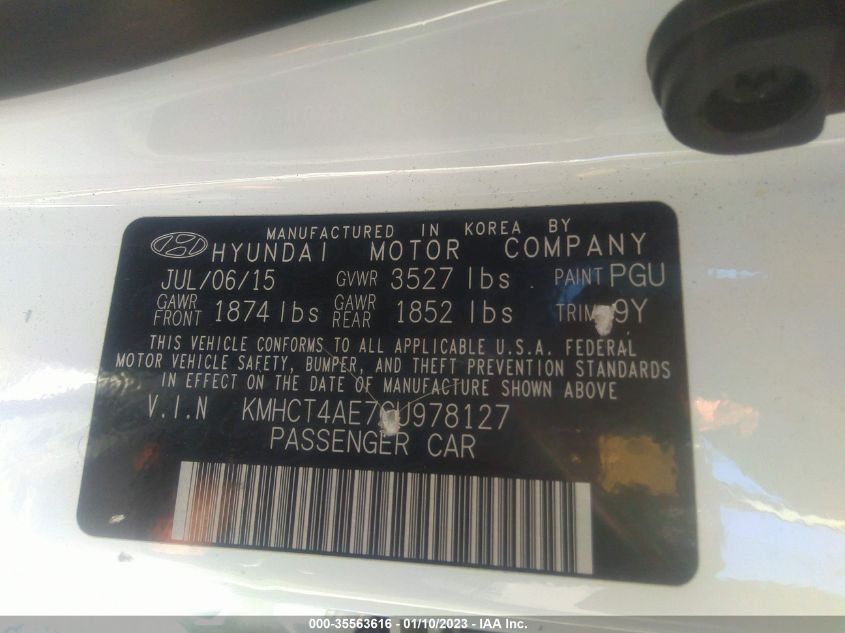 MANUFACTURED IN KOREA BY
HYUNDAI MOTOR COMPANY
JUL/06/15 GVWR 3527 lbs PAINT PGU
GAWR FRONT 1874 lbs GAWR REAR 1852 lbs TRIM
THIS VEHICLE CONFORMS TO ALL APPLICABLE U.S.A. FEDERAL
MOTOR VEHICLE SAFETY, BUMPER, AND THEFT PREVENTION STANDARDS
IN EFFECT ON THE DATE OF MANUFACTURE SHOWN ABOVE
V.I.N
PASSENGER CAR
000-35563616 - 01/10/2023 - IAA Inc.